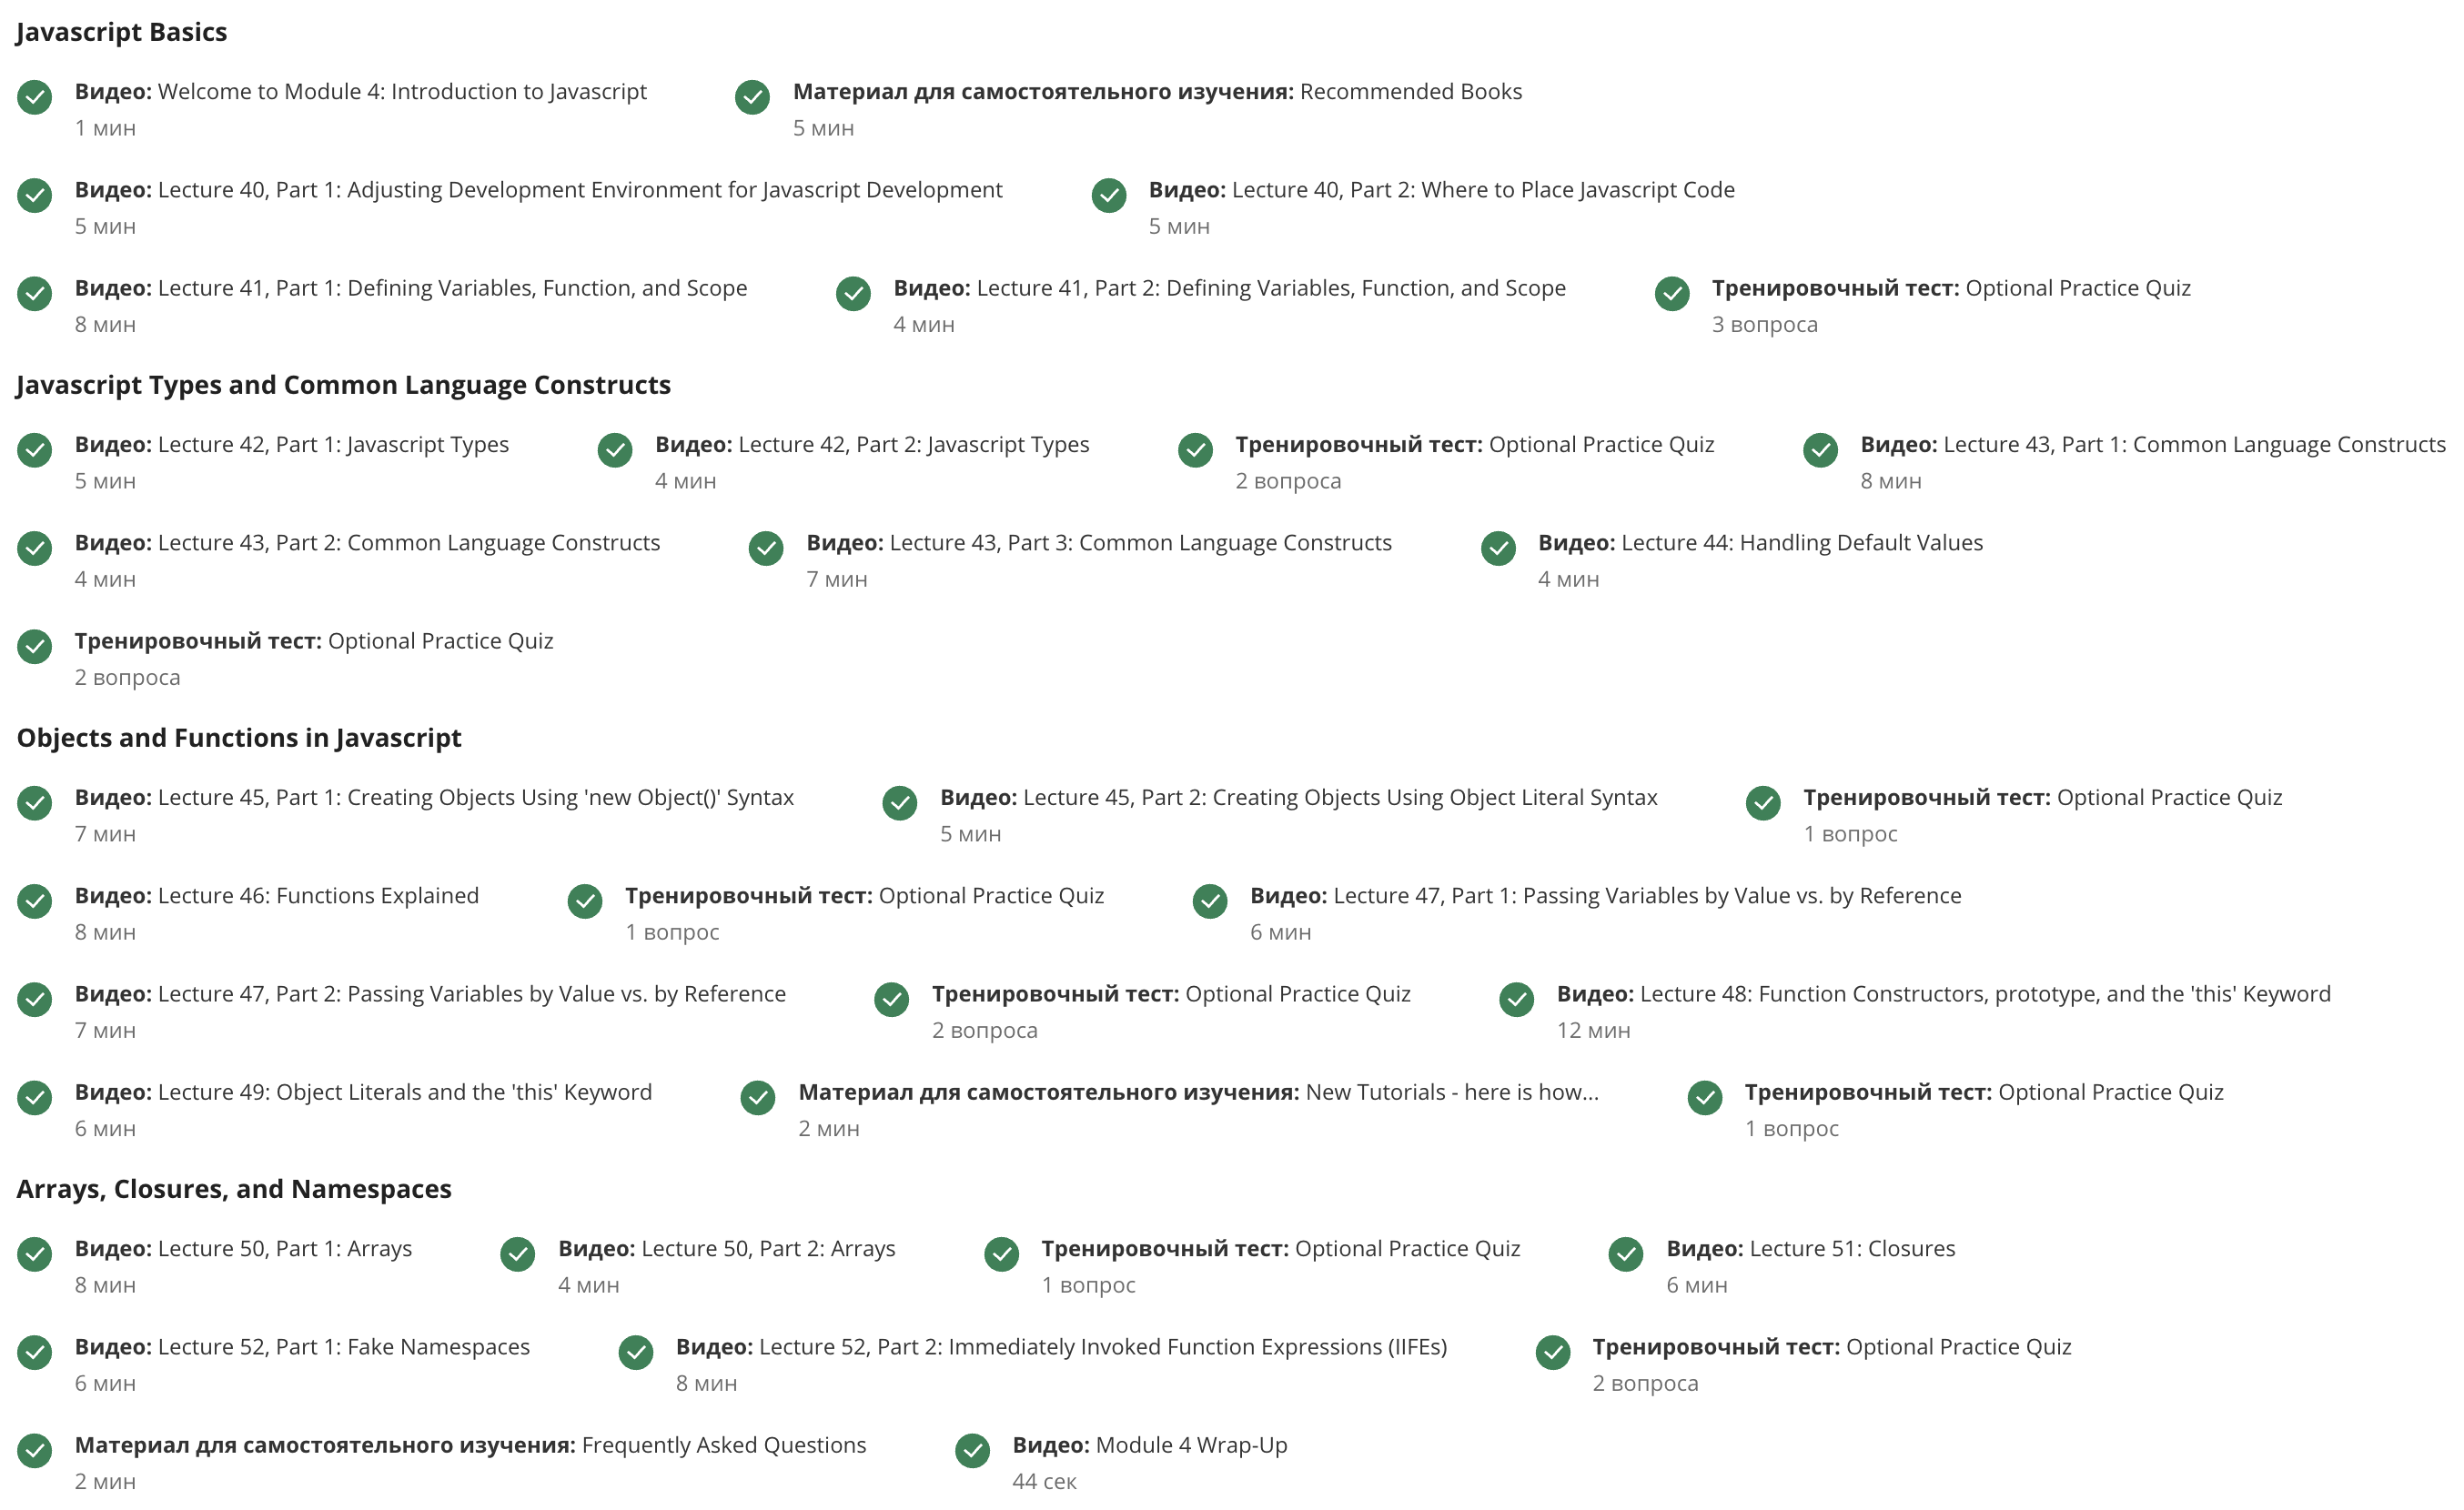 Javascript Basics
Видео: Welcome to Module 4: Introduction to Javascript
1 мин
Материал для самостоятельного изучения: Recommended Books
5 мин
Видео: Lecture 40, Part 1: Adjusting Development Environment for Javascript Development
5 мин
Видео: Lecture 40, Part 2: Where to Place Javascript Code
5 мин
Видео: Lecture 41, Part 1: Defining Variables, Function, and Scope
8 мин
Видео: Lecture 41, Part 2: Defining Variables, Function, and Scope
4 мин
Тренировочный тест: Optional Practice Quiz
3 вопроса
Javascript Types and Common Language Constructs
Видео: Lecture 42, Part 1: Javascript Types
5 мин
Видео: Lecture 42, Part 2: Javascript Types
4 мин
Тренировочный тест: Optional Practice Quiz
2 вопроса
Видео: Lecture 43, Part 1: Common Language Constructs
8 мин
Видео: Lecture 43, Part 2: Common Language Constructs
4 мин
Видео: Lecture 43, Part 3: Common Language Constructs
7 мин
Видео: Lecture 44: Handling Default Values
4 мин
Тренировочный тест: Optional Practice Quiz
2 вопроса
Objects and Functions in Javascript
Видео: Lecture 45, Part 1: Creating Objects Using 'new Object()' Syntax
7 мин
Видео: Lecture 45, Part 2: Creating Objects Using Object Literal Syntax
5 мин
Тренировочный тест: Optional Practice Quiz
1 вопрос
Видео: Lecture 46: Functions Explained
8 мин
Тренировочный тест: Optional Practice Quiz
1 вопрос
Видео: Lecture 47, Part 1: Passing Variables by Value vs. by Reference
6 мин
Видео: Lecture 47, Part 2: Passing Variables by Value vs. by Reference
7 мин
Тренировочный тест: Optional Practice Quiz
2 вопроса
Видео: Lecture 48: Function Constructors, prototype, and the 'this' Keyword
12 мин
Видео: Lecture 49: Object Literals and the 'this' Keyword
6 мин
Материал для самостоятельного изучения: New Tutorials - here is how...
2 мин
Тренировочный тест: Optional Practice Quiz
1 вопрос
Arrays, Closures, and Namespaces
Видео: Lecture 50, Part 1: Arrays
8 мин
Видео: Lecture 50, Part 2: Arrays
4 мин
Тренировочный тест: Optional Practice Quiz
1 вопрос
Видео: Lecture 51: Closures
6 мин
Видео: Lecture 52, Part 1: Fake Namespaces
6 мин
Видео: Lecture 52, Part 2: Immediately Invoked Function Expressions (IIFEs)
8 мин
Тренировочный тест: Optional Practice Quiz
2 вопроса
Материал для самостоятельного изучения: Frequently Asked Questions
2 мин
Видео: Module 4 Wrap-Up
44 сек